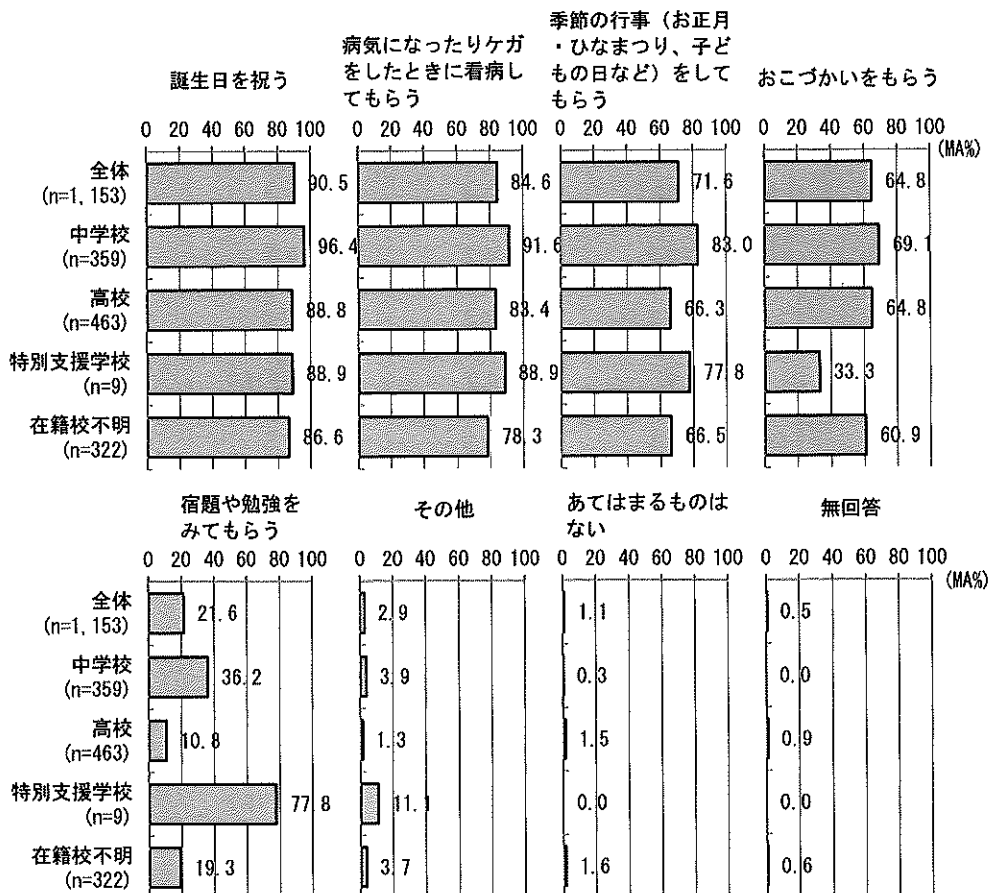 誕生日を祝う
病気になったりケガ
をしたときに看病し
てもらう
季節の行事（お正月
・ひなまつり、子ど
もの日など）をして
もらう
おこづかいをもらう
0 20 40 60 80 100 0 20 40 60 80 100 0 20 40 60 80 100 0 20 40 60 80 100
(MA%)
全体 90.5 84.6 71.6 64.8
(n=1,153)
中学校 96.4 91.6 83.0 69.1
(n=359)
高校 88.8 83.4 66.3 64.8
(n=463)
特別支援学校 88.9 88.9 77.8 33.3
(n=9)
在籍校不明 86.6 78.3 66.5 60.9
(n=322)
宿題や勉強を
みてもらう
その他
あてはまるものは
ない
無回答
0 20 40 60 80 100 0 20 40 60 80 100 0 20 40 60 80 100 0 20 40 60 80 100
(MA%)
全体 21.6 2.9 1.1 0.5
(n=1,153)
中学校 36.2 3.9 0.3 0.0
(n=359)
高校 10.8 1.3 1.5 0.9
(n=463)
特別支援学校 77.8 11.1 0.0 0.0
(n=9)
在籍校不明 19.3 3.7 1.6 0.6
(n=322)